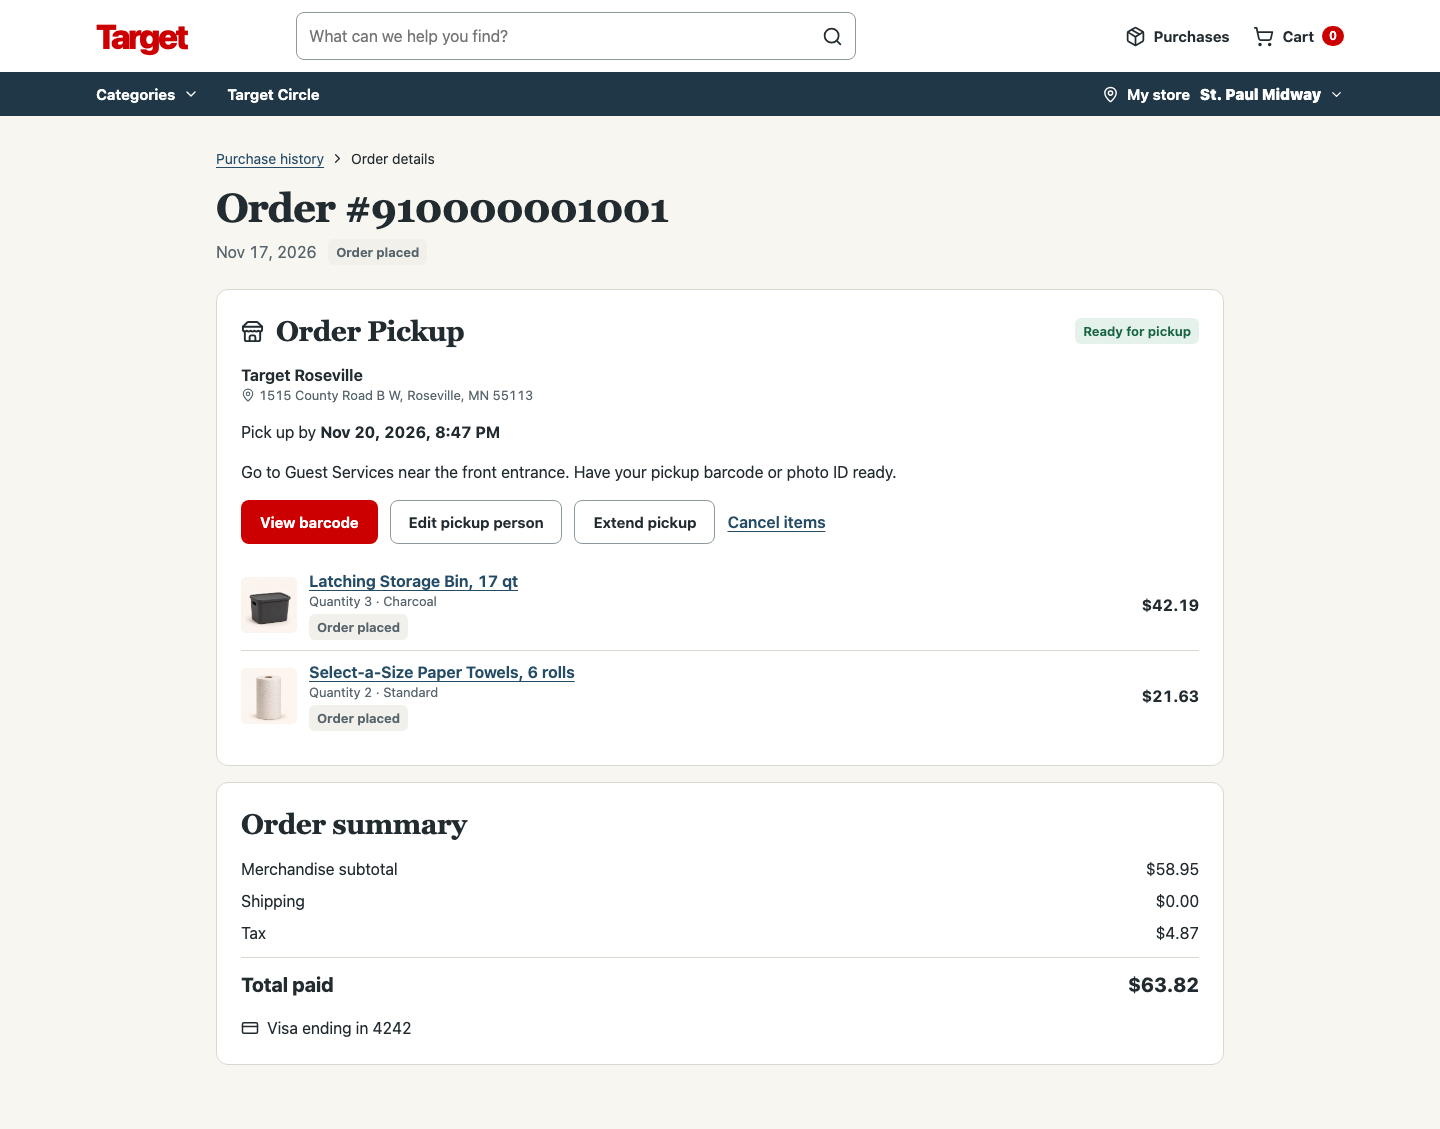 Target
What can we help you find?
Purchases
Cart 0
Categories
Target Circle
My store St. Paul Midway
Purchase history > Order details
Order #910000001001
Nov 17, 2026 Order placed
Order Pickup
Ready for pickup
Target Roseville
1515 County Road B W, Roseville, MN 55113
Pick up by Nov 20, 2026, 8:47 PM
Go to Guest Services near the front entrance. Have your pickup barcode or photo ID ready.
View barcode
Edit pickup person
Extend pickup
Cancel items
Latching Storage Bin, 17 qt
Quantity 3 · Charcoal
Order placed
$42.19
Select-a-Size Paper Towels, 6 rolls
Quantity 2 · Standard
Order placed
$21.63
Order summary
Merchandise subtotal $58.95
Shipping $0.00
Tax $4.87
Total paid $63.82
Visa ending in 4242